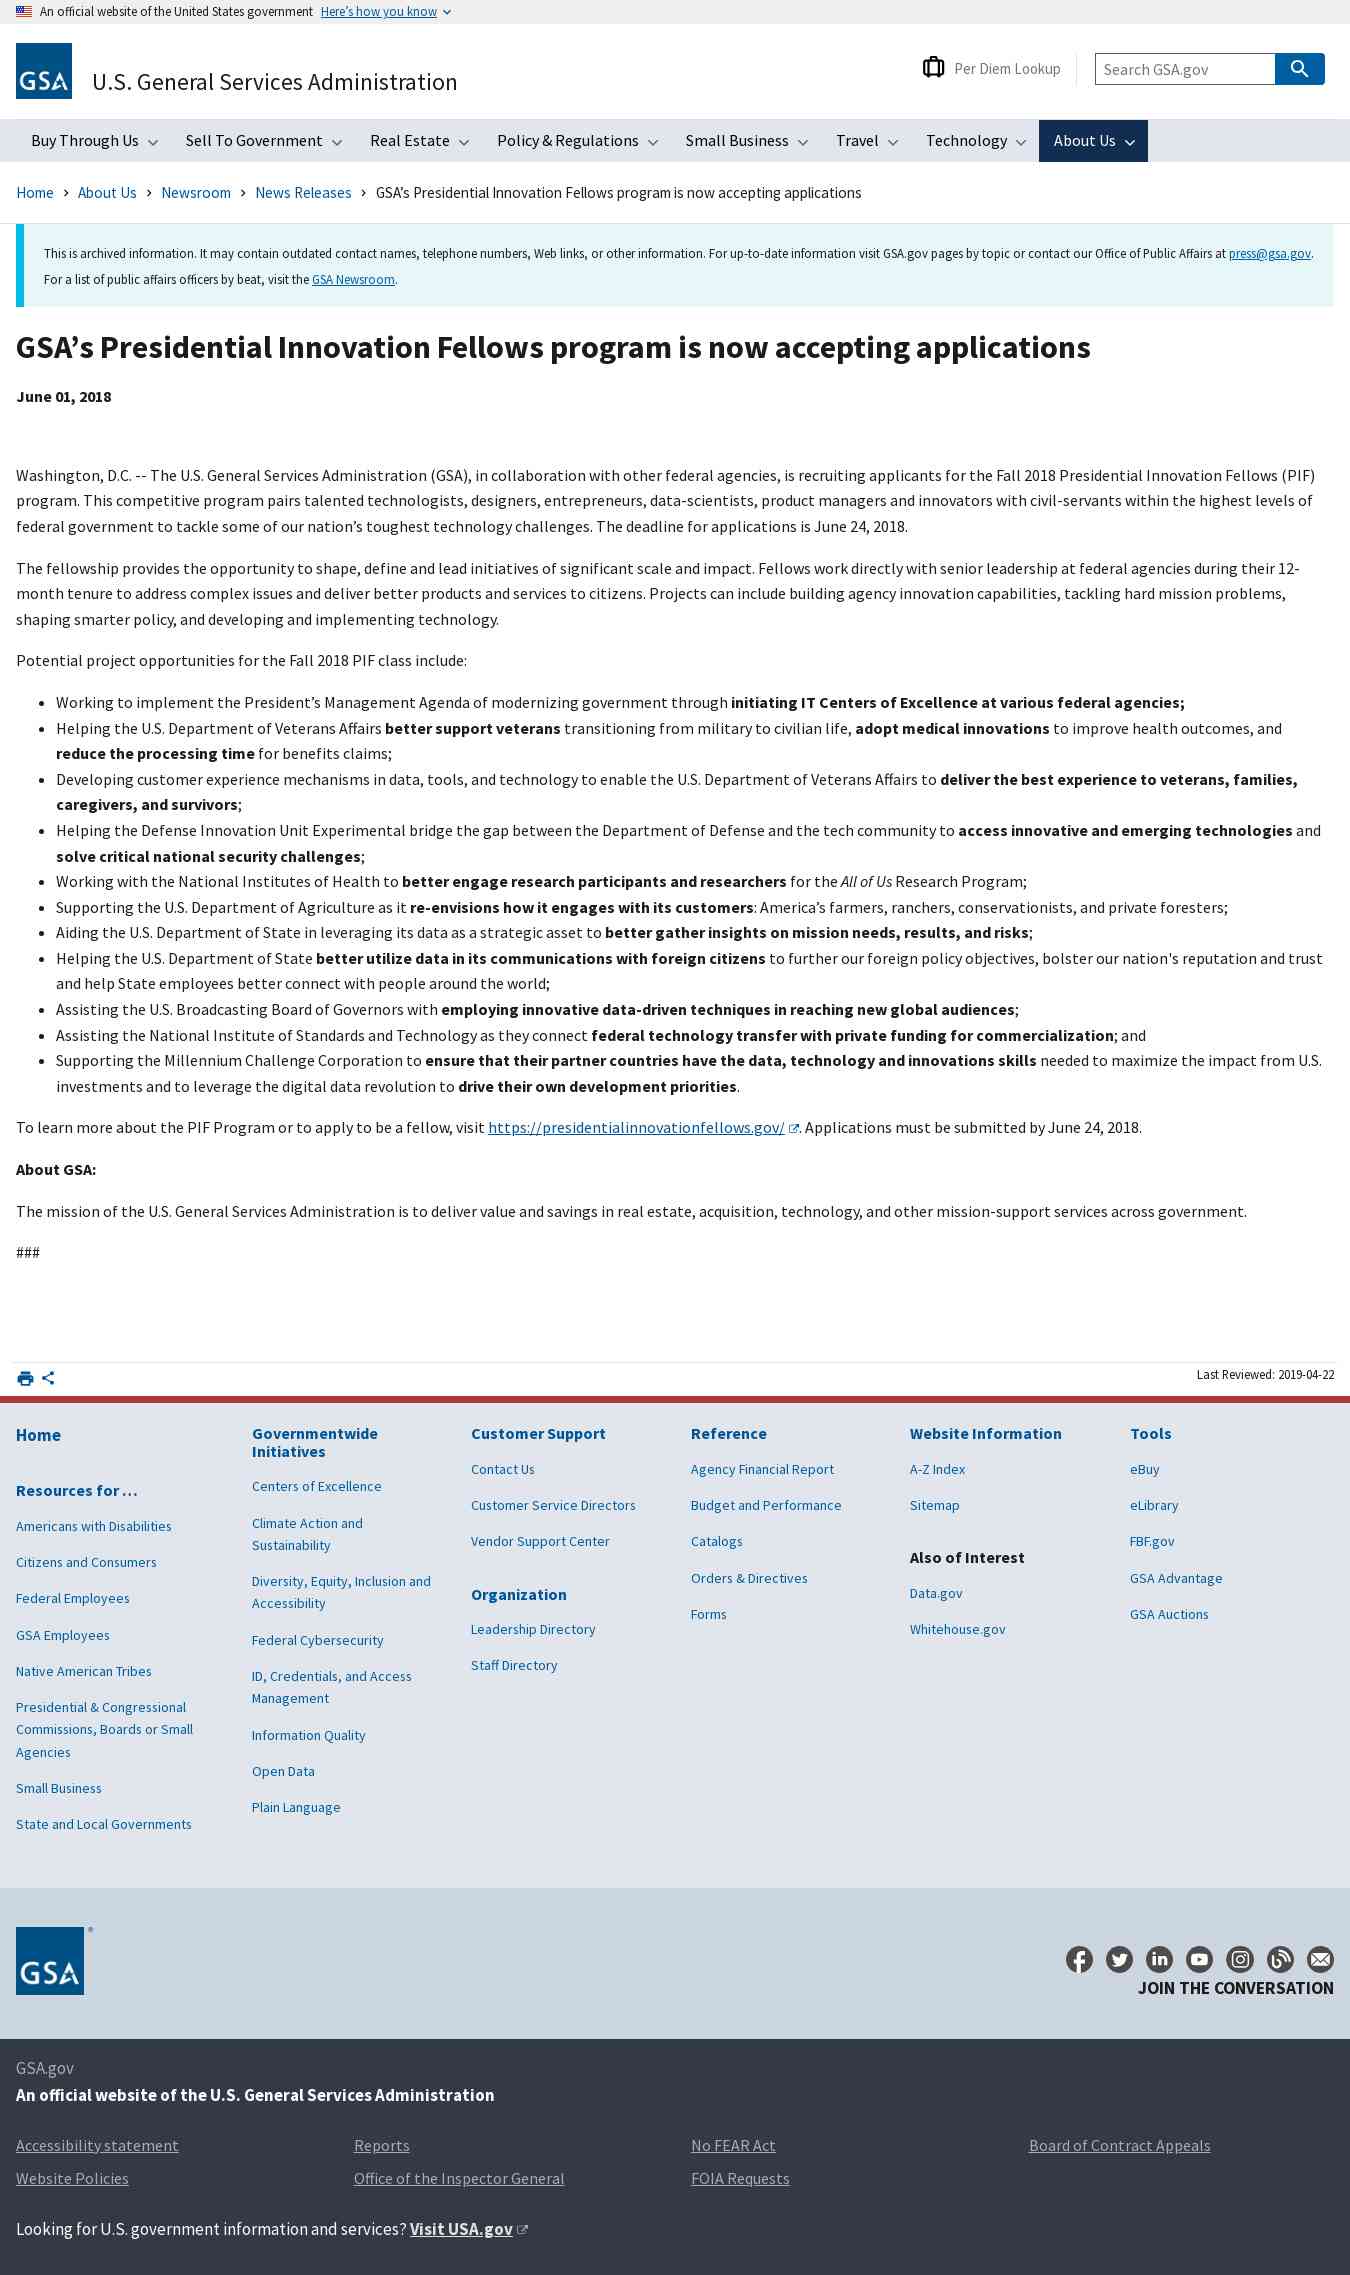 An official website of the United States government Here’s how you know
GSA
U.S. General Services Administration
Per Diem Lookup
Search GSA.gov
Buy Through Us Sell To Government Real Estate Policy & Regulations Small Business Travel Technology About Us
Home About Us Newsroom News Releases GSA’s Presidential Innovation Fellows program is now accepting applications
This is archived information. It may contain outdated contact names, telephone numbers, Web links, or other information. For up-to-date information visit GSA.gov pages by topic or contact our Office of Public Affairs at press@gsa.gov.
For a list of public affairs officers by beat, visit the GSA Newsroom.
GSA’s Presidential Innovation Fellows program is now accepting applications
June 01, 2018
Washington, D.C. -- The U.S. General Services Administration (GSA), in collaboration with other federal agencies, is recruiting applicants for the Fall 2018 Presidential Innovation Fellows (PIF)
program. This competitive program pairs talented technologists, designers, entrepreneurs, data-scientists, product managers and innovators with civil-servants within the highest levels of
federal government to tackle some of our nation’s toughest technology challenges. The deadline for applications is June 24, 2018.
The fellowship provides the opportunity to shape, define and lead initiatives of significant scale and impact. Fellows work directly with senior leadership at federal agencies during their 12-
month tenure to address complex issues and deliver better products and services to citizens. Projects can include building agency innovation capabilities, tackling hard mission problems,
shaping smarter policy, and developing and implementing technology.
Potential project opportunities for the Fall 2018 PIF class include:
• Working to implement the President’s Management Agenda of modernizing government through initiating IT Centers of Excellence at various federal agencies;
• Helping the U.S. Department of Veterans Affairs better support veterans transitioning from military to civilian life, adopt medical innovations to improve health outcomes, and
reduce the processing time for benefits claims;
• Developing customer experience mechanisms in data, tools, and technology to enable the U.S. Department of Veterans Affairs to deliver the best experience to veterans, families,
caregivers, and survivors;
• Helping the Defense Innovation Unit Experimental bridge the gap between the Department of Defense and the tech community to access innovative and emerging technologies and
solve critical national security challenges;
• Working with the National Institutes of Health to better engage research participants and researchers for the All of Us Research Program;
• Supporting the U.S. Department of Agriculture as it re-envisions how it engages with its customers: America’s farmers, ranchers, conservationists, and private foresters;
• Aiding the U.S. Department of State in leveraging its data as a strategic asset to better gather insights on mission needs, results, and risks;
• Helping the U.S. Department of State better utilize data in its communications with foreign citizens to further our foreign policy objectives, bolster our nation's reputation and trust
and help State employees better connect with people around the world;
• Assisting the U.S. Broadcasting Board of Governors with employing innovative data-driven techniques in reaching new global audiences;
• Assisting the National Institute of Standards and Technology as they connect federal technology transfer with private funding for commercialization; and
• Supporting the Millennium Challenge Corporation to ensure that their partner countries have the data, technology and innovations skills needed to maximize the impact from U.S.
investments and to leverage the digital data revolution to drive their own development priorities.
To learn more about the PIF Program or to apply to be a fellow, visit https://presidentialinnovationfellows.gov/. Applications must be submitted by June 24, 2018.
About GSA:
The mission of the U.S. General Services Administration is to deliver value and savings in real estate, acquisition, technology, and other mission-support services across government.
###
Last Reviewed: 2019-04-22
Home
Resources for …
Americans with Disabilities
Citizens and Consumers
Federal Employees
GSA Employees
Native American Tribes
Presidential & Congressional
Commissions, Boards or Small
Agencies
Small Business
State and Local Governments
Governmentwide
Initiatives
Centers of Excellence
Climate Action and
Sustainability
Diversity, Equity, Inclusion and
Accessibility
Federal Cybersecurity
ID, Credentials, and Access
Management
Information Quality
Open Data
Plain Language
Customer Support
Contact Us
Customer Service Directors
Vendor Support Center
Organization
Leadership Directory
Staff Directory
Reference
Agency Financial Report
Budget and Performance
Catalogs
Orders & Directives
Forms
Website Information
A-Z Index
Sitemap
Also of Interest
Data.gov
Whitehouse.gov
Tools
eBuy
eLibrary
FBF.gov
GSA Advantage
GSA Auctions
GSA ®
JOIN THE CONVERSATION
GSA.gov
An official website of the U.S. General Services Administration
Accessibility statement Reports No FEAR Act Board of Contract Appeals
Website Policies Office of the Inspector General FOIA Requests
Looking for U.S. government information and services? Visit USA.gov